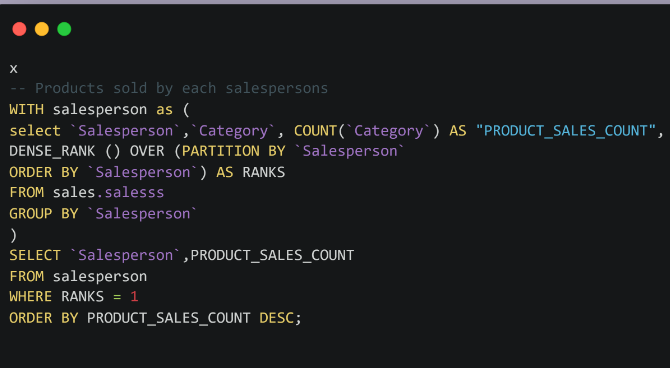 x
-- Products sold by each salespersons
WITH salesperson as (
select `Salesperson`,`Category`, COUNT(`Category`) AS "PRODUCT_SALES_COUNT",
DENSE_RANK () OVER (PARTITION BY `Salesperson`
ORDER BY `Salesperson`) AS RANKS
FROM sales.salesss
GROUP BY `Salesperson`
)
SELECT `Salesperson`,PRODUCT_SALES_COUNT
FROM salesperson
WHERE RANKS = 1
ORDER BY PRODUCT_SALES_COUNT DESC;